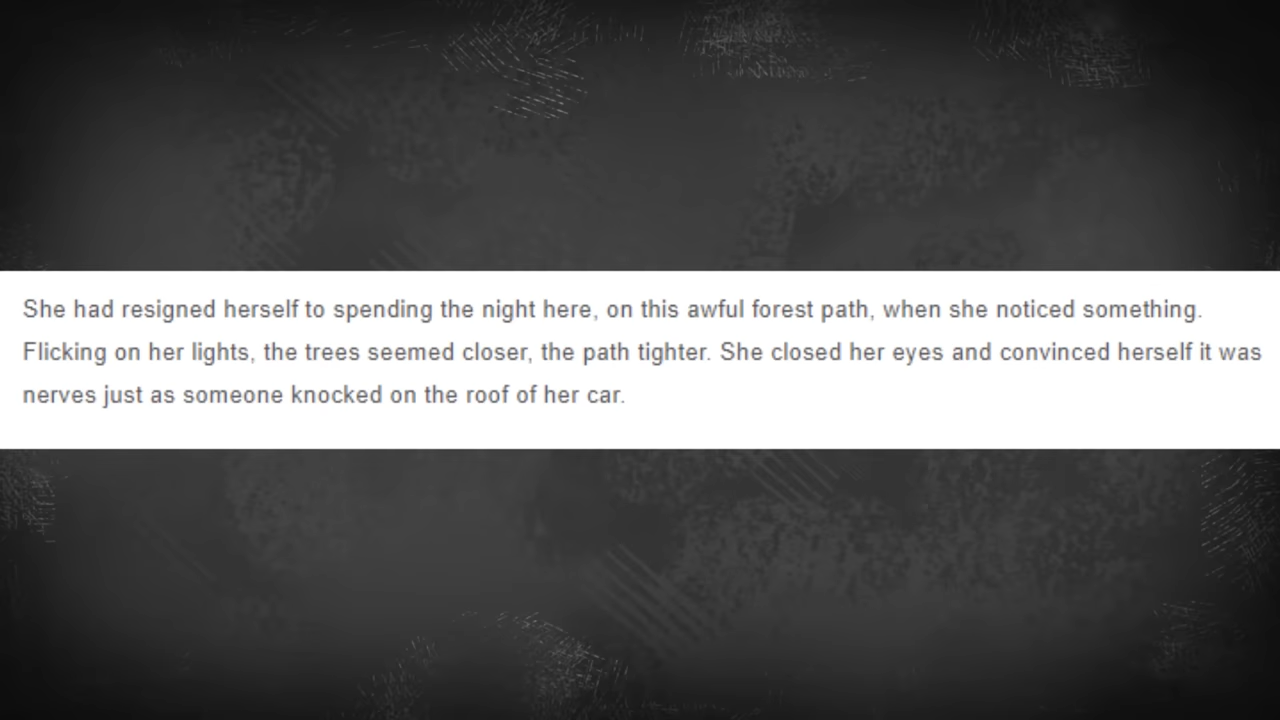 She had resigned herself to spending the night here, on this awful forest path, when she noticed something.
Flicking on her lights, the trees seemed closer, the path tighter. She closed her eyes and convinced herself it was
nerves just as someone knocked on the roof of her car.